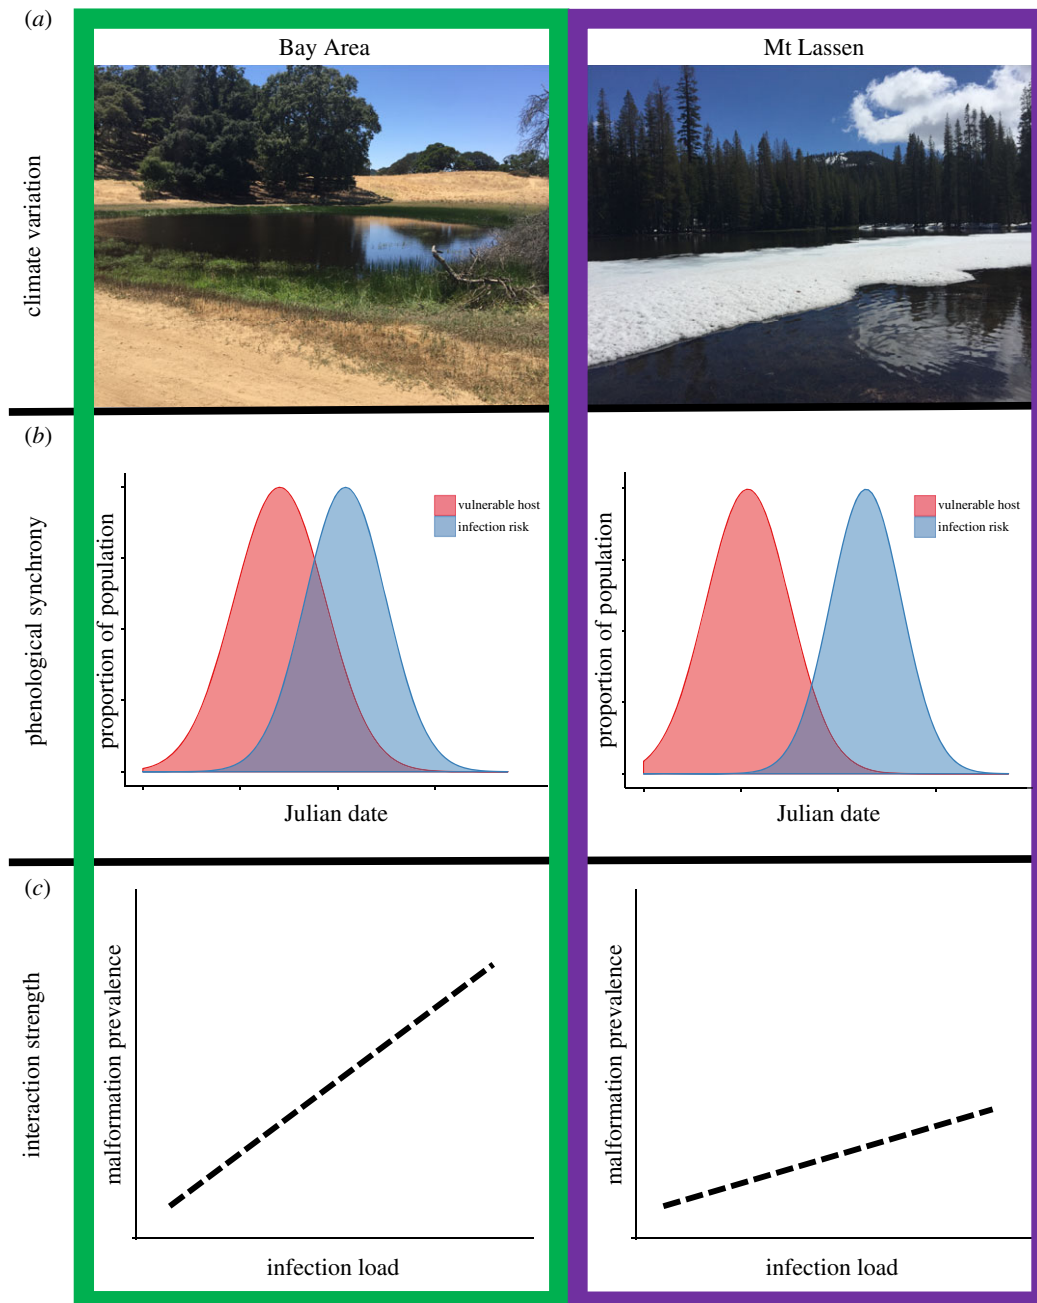 (a)
Bay Area
Mt Lassen
climate variation
(b)
phenological synchrony
proportion of population
vulnerable host
infection risk
Julian date
proportion of population
vulnerable host
infection risk
Julian date
(c)
interaction strength
malformation prevalence
infection load
malformation prevalence
infection load